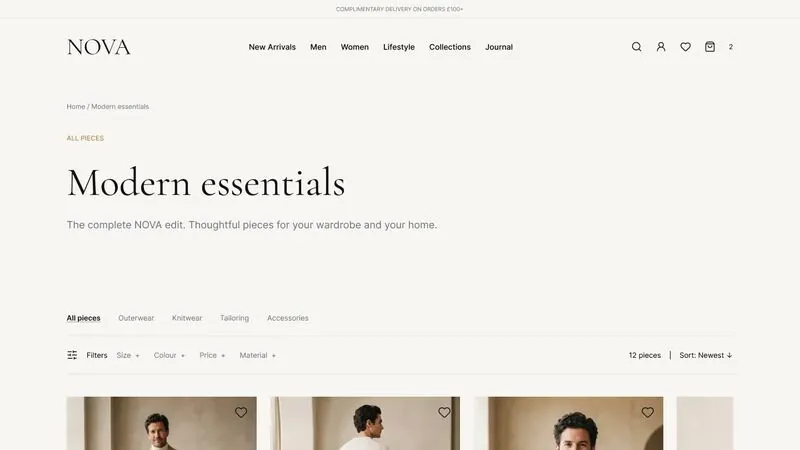 COMPLIMENTARY DELIVERY ON ORDERS £100+
NOVA New Arrivals Men Women Lifestyle Collections Journal 2
Home / Modern essentials
ALL PIECES
Modern essentials
The complete NOVA edit. Thoughtful pieces for your wardrobe and your home.
All pieces Outerwear Knitwear Tailoring Accessories
Filters Size + Colour + Price + Material + 12 pieces | Sort: Newest ↓